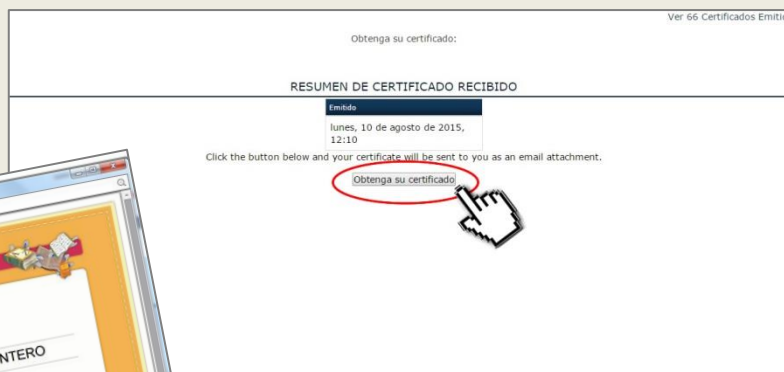 Ver 66 Certificados
Obtenga su certificado:
RESUMEN DE CERTIFICADO RECIBIDO
Emitido
lunes, 10 de agosto de 2015,
12:10
Click the button below and your certificate will be sent to you as an email attachment.
Obtenga su certificado